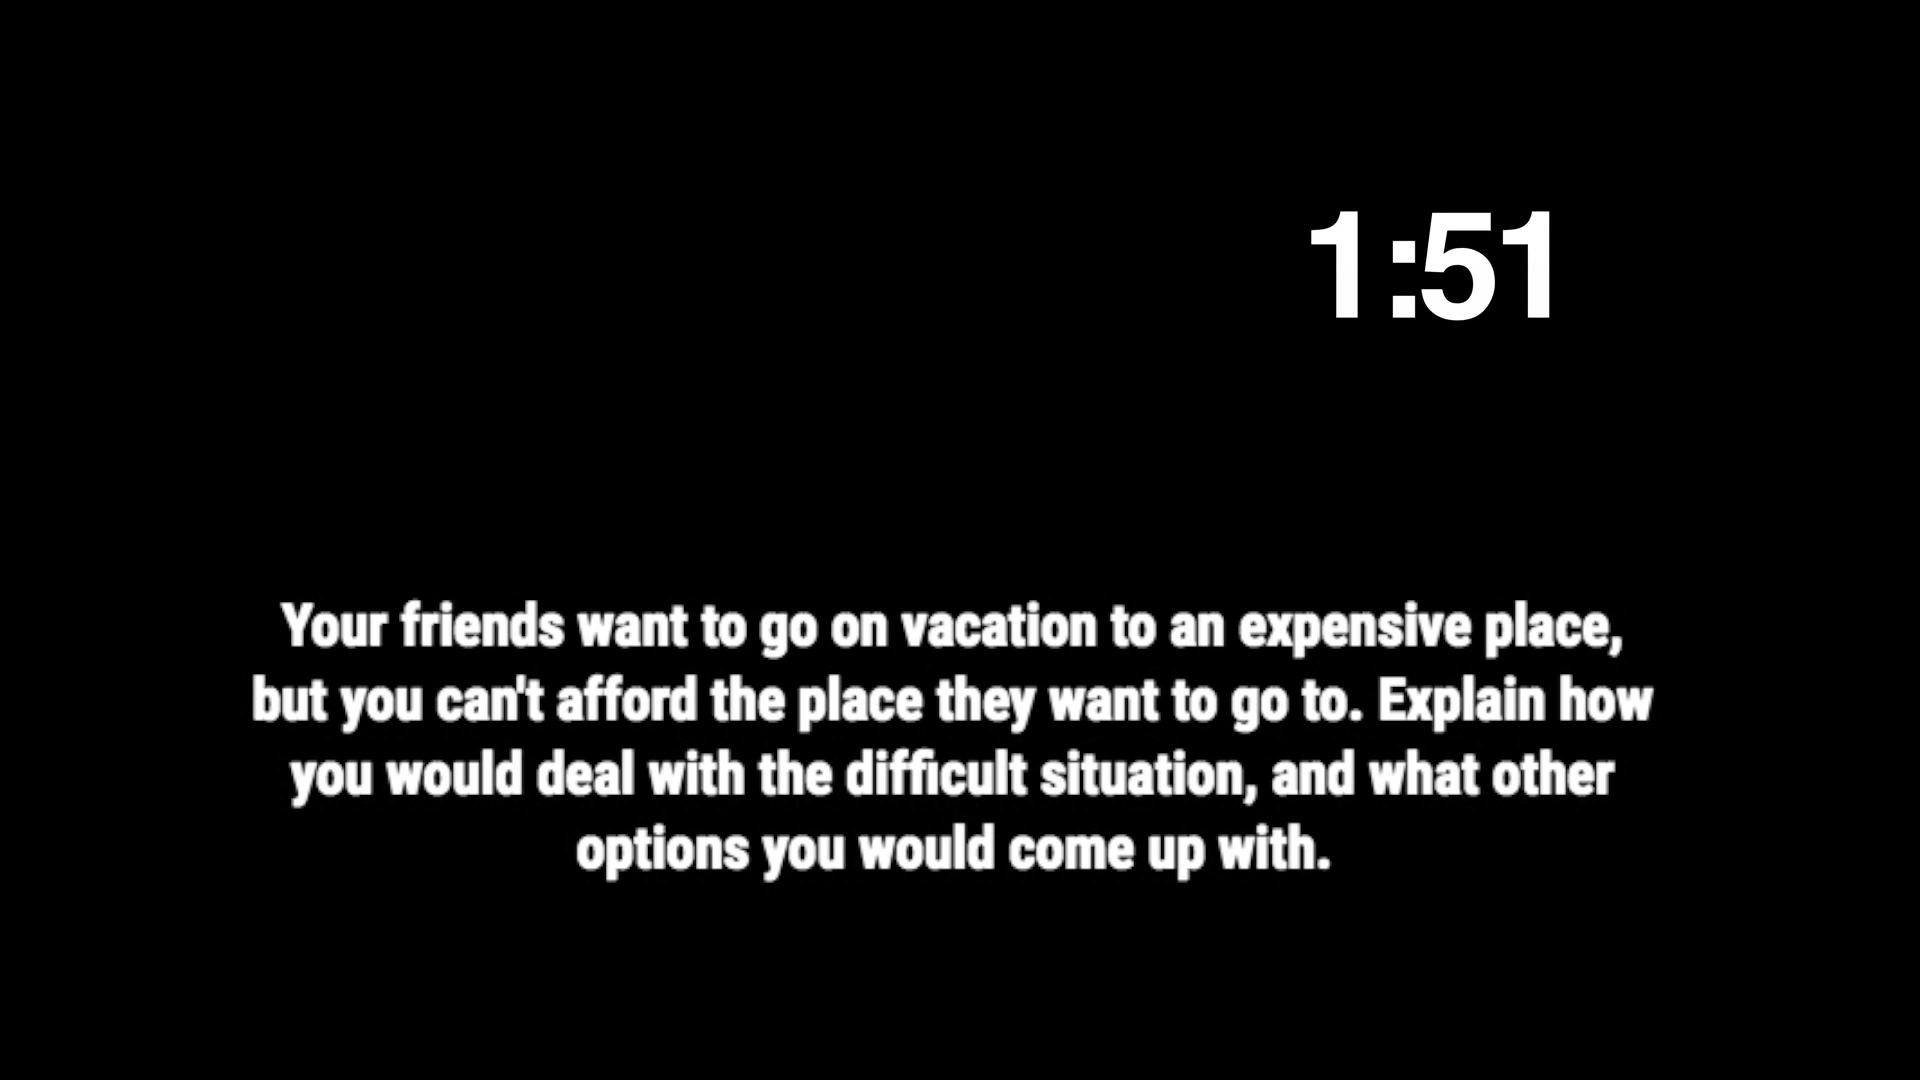 1:51
Your friends want to go on vacation to an expensive place,
but you can't afford the place they want to go to. Explain how
you would deal with the difficult situation, and what other
options you would come up with.